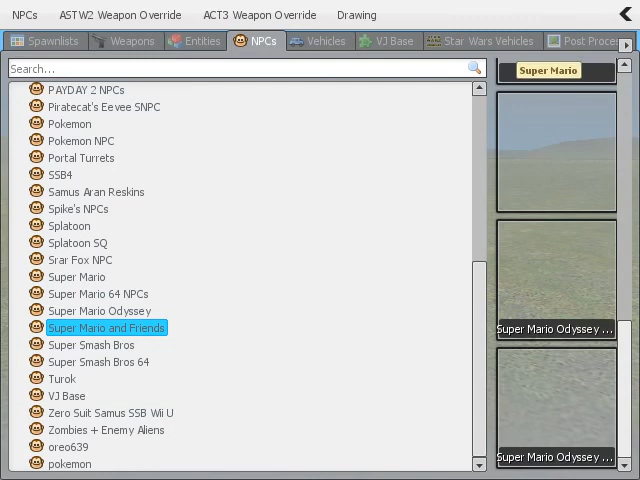 NPCs ASTW2 Weapon Override ACT3 Weapon Override Drawing
Spawnlists Weapons Entities NPCs Vehicles VJ Base Star Wars Vehicles Post Proce
Search...
Super Mario
PAYDAY 2 NPCs
Piratecat's Eevee SNPC
Pokemon
Pokemon NPC
Portal Turrets
SSB4
Samus Aran Reskins
Spike's NPCs
Splatoon
Splatoon SQ
Srar Fox NPC
Super Mario
Super Mario 64 NPCs
Super Mario Odyssey
Super Mario and Friends
Super Smash Bros
Super Smash Bros 64
Turok
VJ Base
Zero Suit Samus SSB Wii U
Zombies + Enemy Aliens
oreo639
pokemon
Super Mario Odyssey ...
Super Mario Odyssey ...